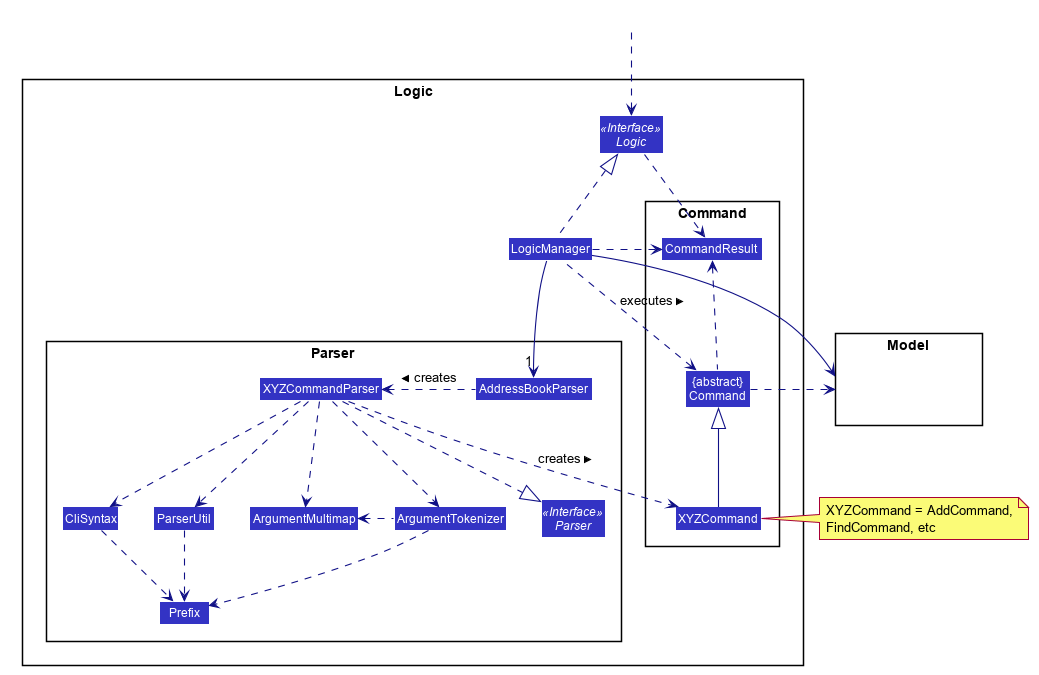 Logic
«Interface»
Logic
Command
LogicManager
CommandResult
executes ►
Model
Parser
1
◄ creates
XYZCommandParser
AddressBookParser
{abstract}
Command
creates ►
CliSyntax
ParserUtil
ArgumentMultimap
ArgumentTokenizer
«Interface»
Parser
XYZCommand
XYZCommand = AddCommand,
FindCommand, etc
Prefix